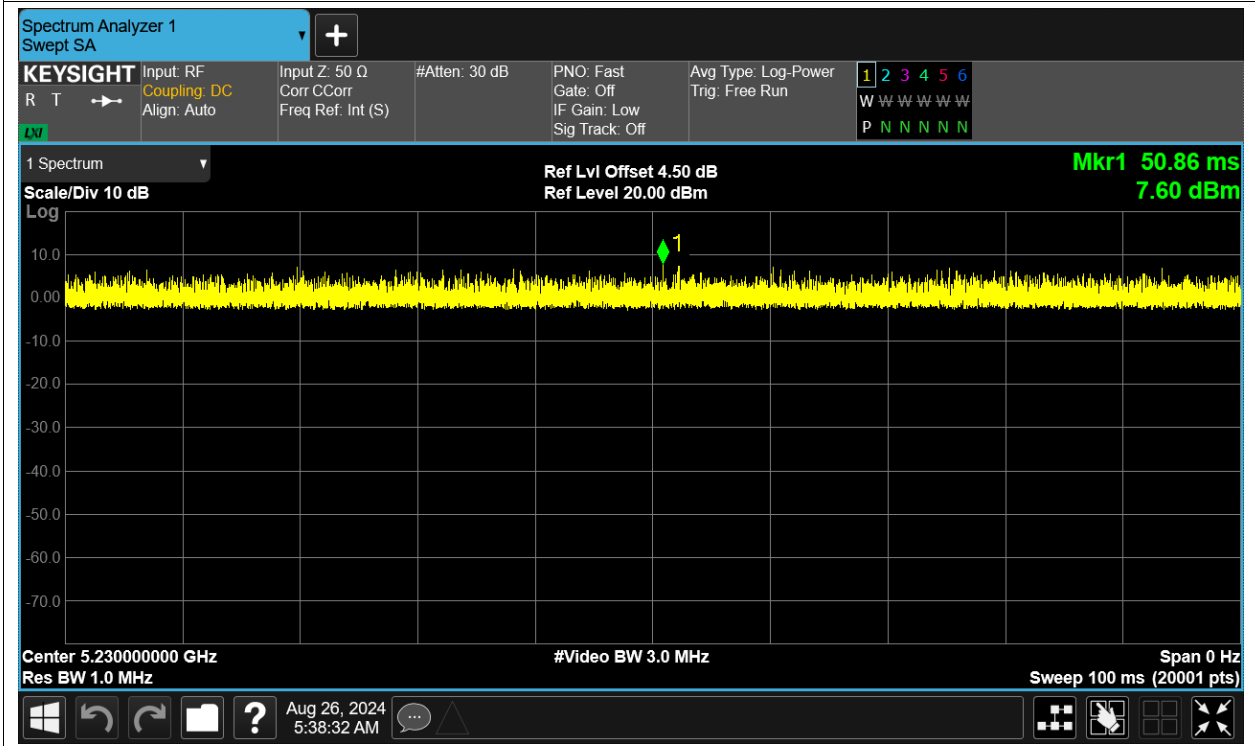 Spectrum Analyzer 1
Swept SA
KEYSIGHT
R T
LXI
Input: RF
Coupling: DC
Align: Auto
Input Z: 50 Ω
Corr CCorr
Freq Ref: Int (S)
#Atten: 30 dB
PNO: Fast
Gate: Off
IF Gain: Low
Sig Track: Off
Avg Type: Log-Power
Trig: Free Run
1 2 3 4 5 6
W W W W W W
P N N N N N
1 Spectrum
Scale/Div 10 dB
Log
Ref Lvl Offset 4.50 dB
Ref Level 20.00 dBm
Mkr1 50.86 ms
7.60 dBm
1
10.0
0.00
-10.0
-20.0
-30.0
-40.0
-50.0
-60.0
-70.0
Center 5.230000000 GHz
Res BW 1.0 MHz
#Video BW 3.0 MHz
Span 0 Hz
Sweep 100 ms (20001 pts)
?
Aug 26, 2024
5:38:32 AM